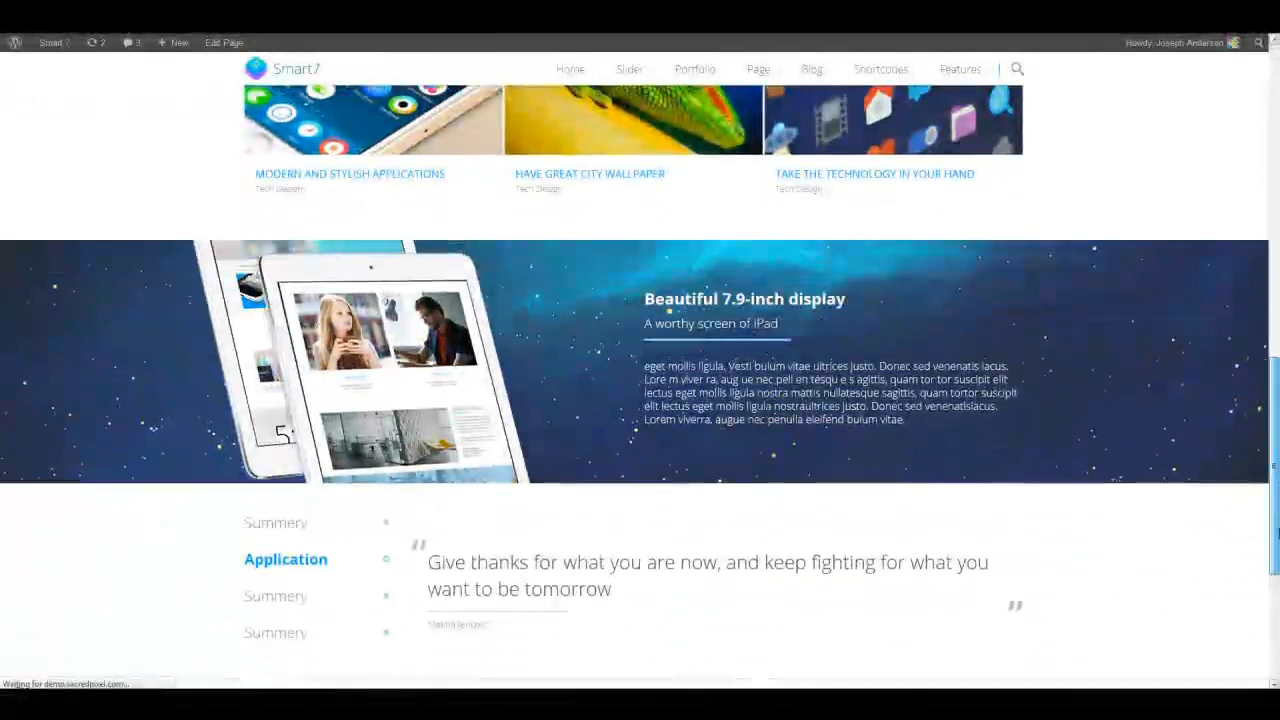 Smart 7 2 3 New Edit Page Howdy, Joseph Anderson
Smart7 Home Slider Portfolio Page Blog Shortcodes Features
MODERN AND STYLISH APPLICATIONS
Tech Design
HAVE GREAT CITY WALLPAPER
Tech Design
TAKE THE TECHNOLOGY IN YOUR HAND
Tech Design
Beautiful 7.9-inch display
A worthy screen of iPad
eget mollis ligula. Vesti bulum vitae ultrices justo. Donec sed venenatis lacus.
Lore m viver ra, aug ue nec pell en tesqu e s agittis, quam tor tor suscipit elit
lectus eget mollis ligula nostra mattis nullatesque sagittis, quam tortor suscipit
elit lectus eget mollis ligula nostraultrices justo. Donec sed venenatislacus.
Lorem viverra, augue nec penulla eleifend bulum vitae.
Summery
Application
Summery
Summery
“ Give thanks for what you are now, and keep fighting for what you
want to be tomorrow ”
Waiting for demo.sacredpixel.com...